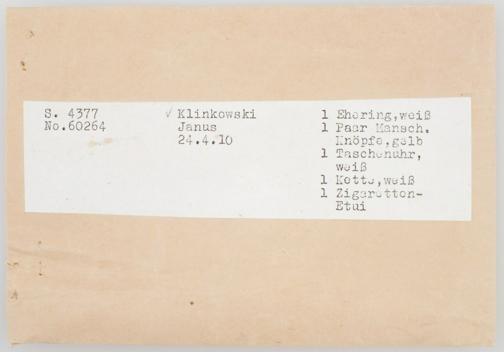 S. 4377
No.60264
✓ Klinkowski
Janus
24.4.10
1 Ehering,weiß
1 Paar Mansch.
Knöpfe,gelb
1 Taschenuhr,
weiß
1 Kette,weiß
1 Zigaretten-
Etui